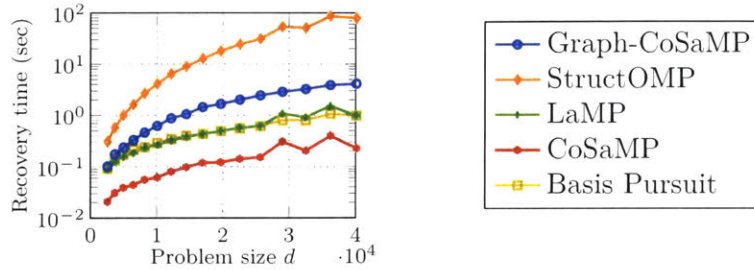 Recovery time (sec)
10^2
10^1
10^0
10^-1
10^-2
0 1 2 3 4
Problem size d
·10^4
Graph-CoSaMP
StructOMP
LaMP
CoSaMP
Basis Pursuit